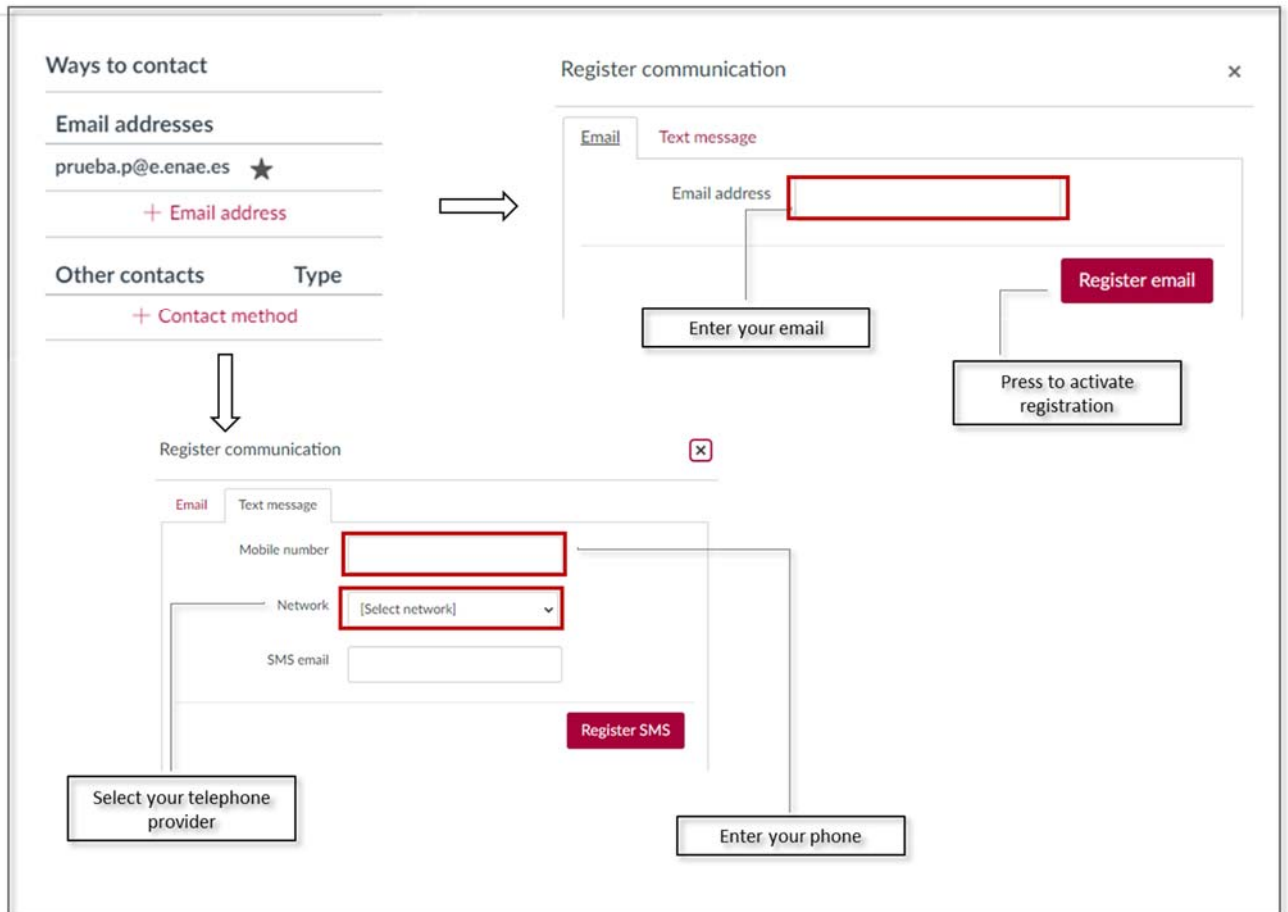 Ways to contact
Email addresses
prueba.p@e.enae.es
+ Email address
Other contacts Type
+ Contact method
Register communication
×
Email Text message
Email address
Register email
Enter your email
Press to activate
registration
Register communication
×
Email Text message
Mobile number
Network [Select network]
SMS email
Register SMS
Select your telephone
provider
Enter your phone